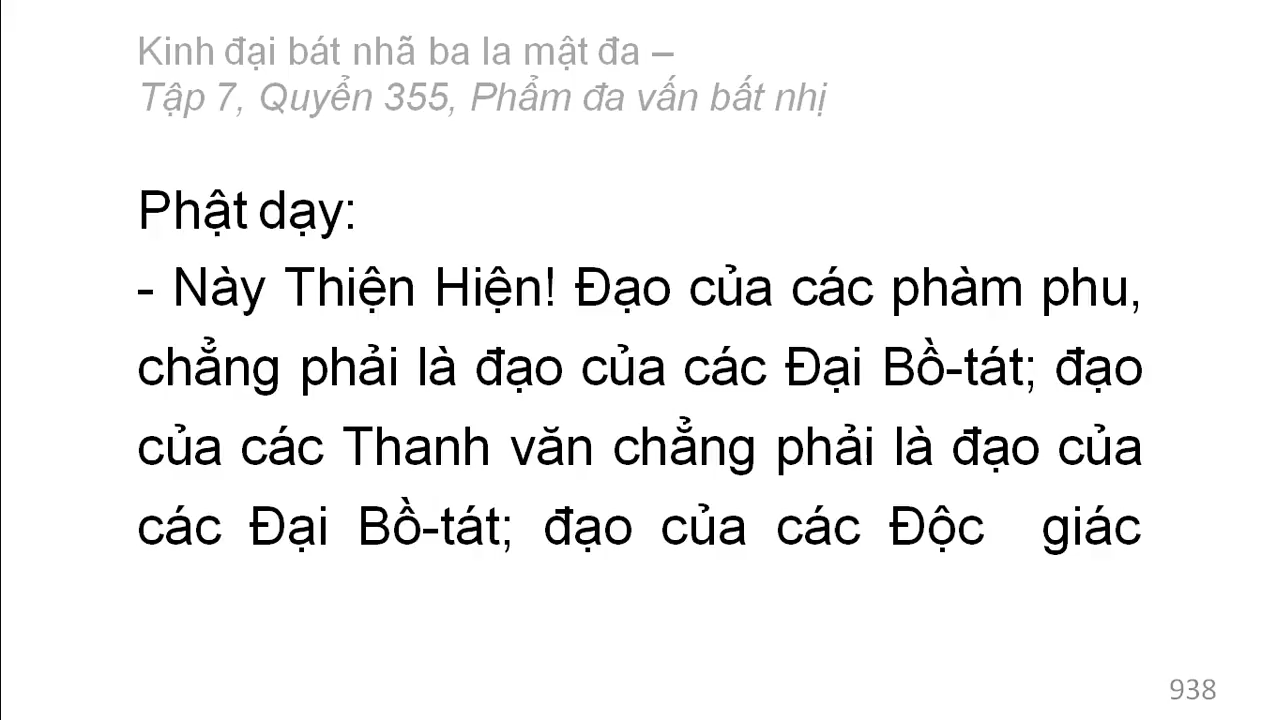 Kinh đại bát nhã ba la mật đa –
Tập 7, Quyển 355, Phẩm đa vấn bất nhị
Phật dạy:
- Này Thiện Hiện! Đạo của các phàm phu,
chẳng phải là đạo của các Đại Bồ-tát; đạo
của các Thanh văn chẳng phải là đạo của
các Đại Bồ-tát; đạo của các Độc giác
938